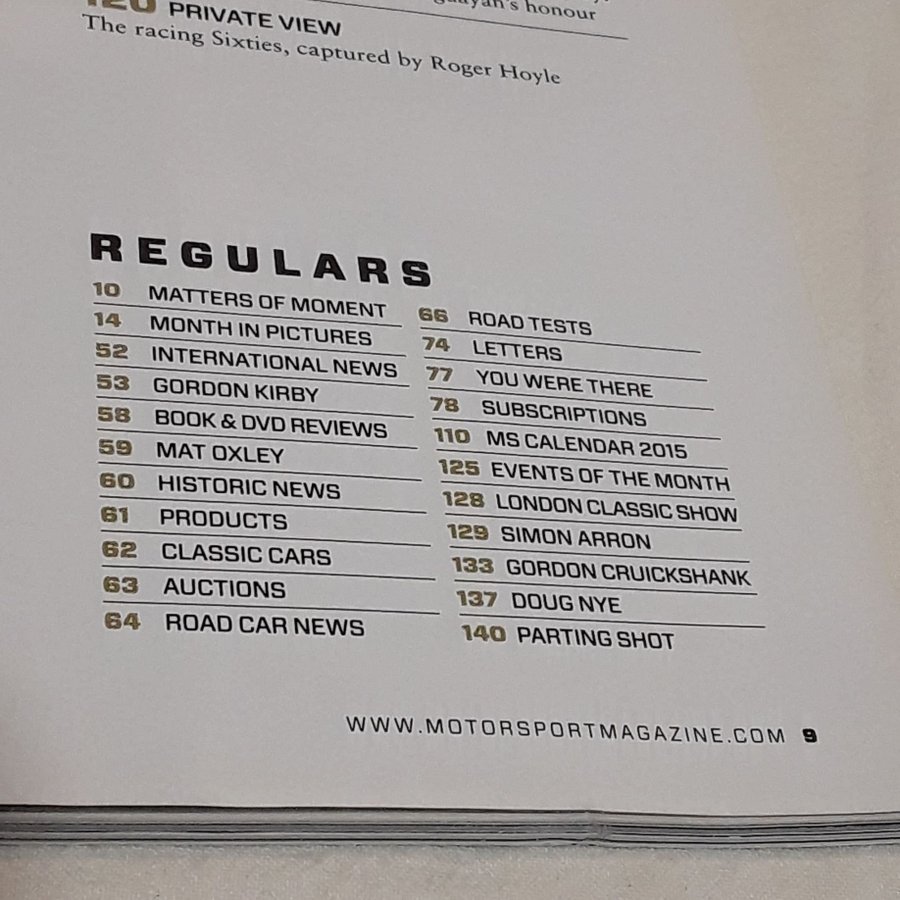 honour
120 PRIVATE VIEW
The racing Sixties, captured by Roger Hoyle
REGULARS
10 MATTERS OF MOMENT
14 MONTH IN PICTURES
52 INTERNATIONAL NEWS
53 GORDON KIRBY
58 BOOK & DVD REVIEWS
59 MAT OXLEY
60 HISTORIC NEWS
61 PRODUCTS
62 CLASSIC CARS
63 AUCTIONS
64 ROAD CAR NEWS
66 ROAD TESTS
74 LETTERS
77 YOU WERE THERE
78 SUBSCRIPTIONS
110 MS CALENDAR 2015
125 EVENTS OF THE MONTH
128 LONDON CLASSIC SHOW
129 SIMON ARRON
133 GORDON CRUICKSHANK
137 DOUG NYE
140 PARTING SHOT
WWW.MOTORSPORTMAGAZINE.COM 9